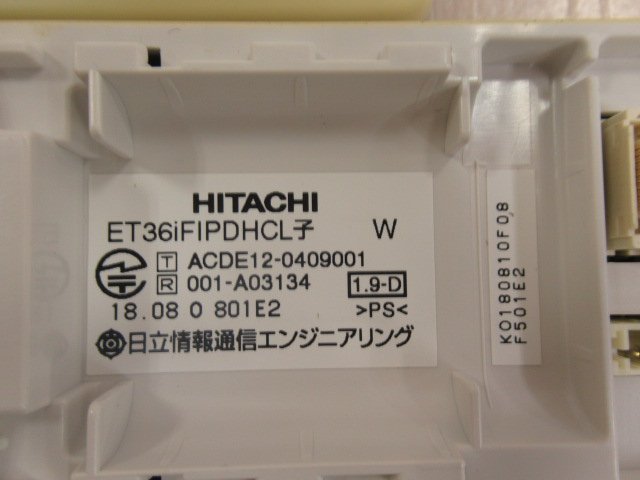 HITACHI
ET36iFIPDHCL子 W
T ACDE12-0409001
R 001-A03134 1.9-D
18.08 0 801E2 >PS<
日立情報通信エンジニアリング
K0180810F08
F501E2